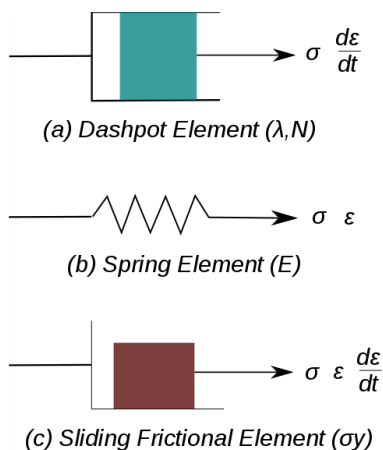 σ dε/dt
(a) Dashpot Element (λ,N)
σ ε
(b) Spring Element (E)
σ ε dε/dt
(c) Sliding Frictional Element (σy)